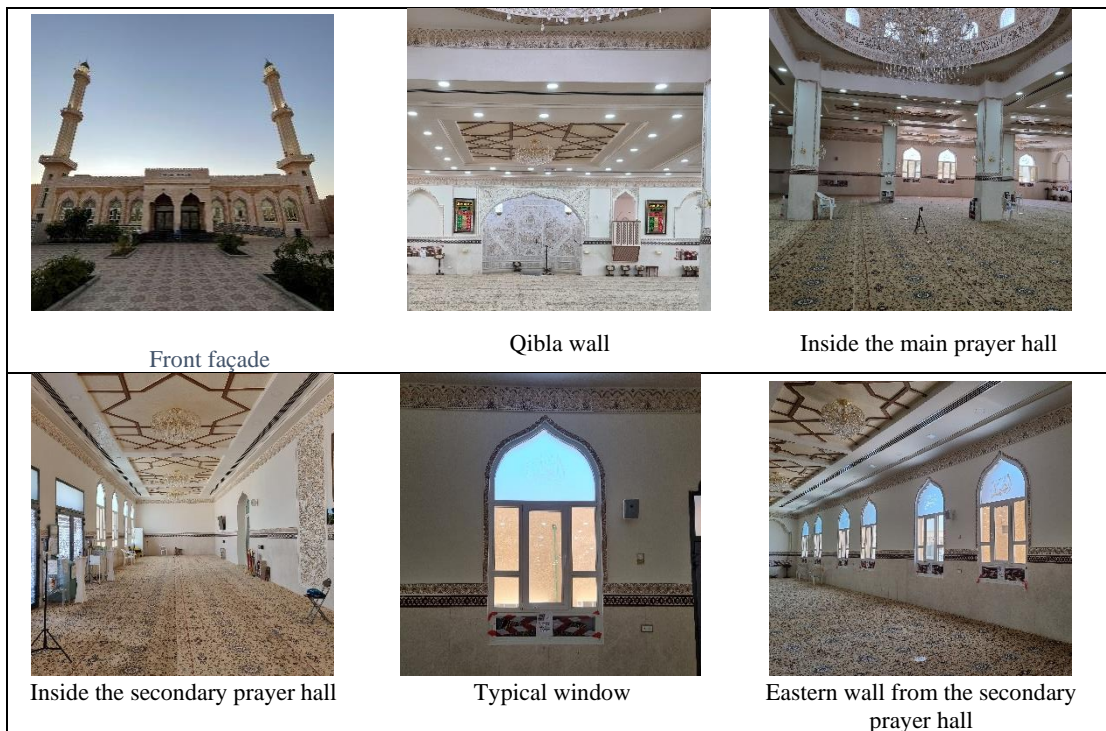 Front façade
Qibla wall
Inside the main prayer hall
Inside the secondary prayer hall
Typical window
Eastern wall from the secondary
prayer hall